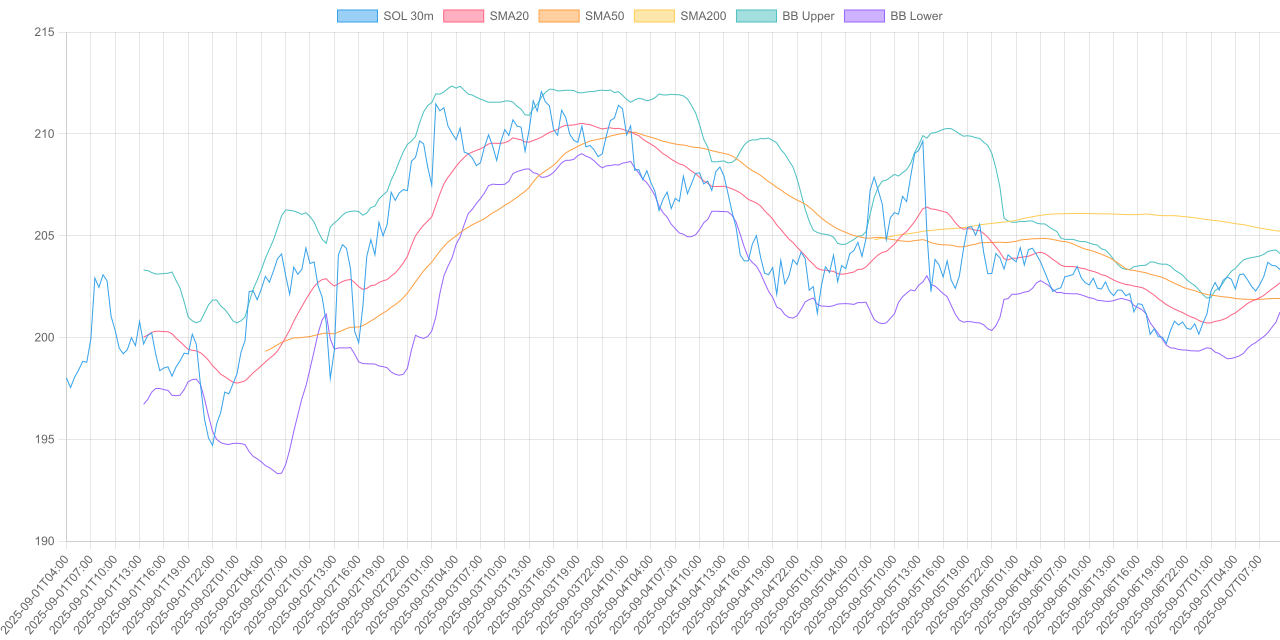 SOL 30m SMA20 SMA50 SMA200 BB Upper BB Lower
215
210
205
200
195
190
2025-09-01T04:00
2025-09-01T07:00
2025-09-01T10:00
2025-09-01T13:00
2025-09-01T16:00
2025-09-01T19:00
2025-09-01T22:00
2025-09-02T01:00
2025-09-02T04:00
2025-09-02T07:00
2025-09-02T10:00
2025-09-02T13:00
2025-09-02T16:00
2025-09-02T19:00
2025-09-02T22:00
2025-09-03T01:00
2025-09-03T04:00
2025-09-03T07:00
2025-09-03T10:00
2025-09-03T13:00
2025-09-03T16:00
2025-09-03T19:00
2025-09-03T22:00
2025-09-04T01:00
2025-09-04T04:00
2025-09-04T07:00
2025-09-04T10:00
2025-09-04T13:00
2025-09-04T16:00
2025-09-04T19:00
2025-09-04T22:00
2025-09-05T01:00
2025-09-05T04:00
2025-09-05T07:00
2025-09-05T10:00
2025-09-05T13:00
2025-09-05T16:00
2025-09-05T19:00
2025-09-05T22:00
2025-09-06T01:00
2025-09-06T04:00
2025-09-06T07:00
2025-09-06T10:00
2025-09-06T13:00
2025-09-06T16:00
2025-09-06T19:00
2025-09-06T22:00
2025-09-07T01:00
2025-09-07T04:00
2025-09-07T07:00